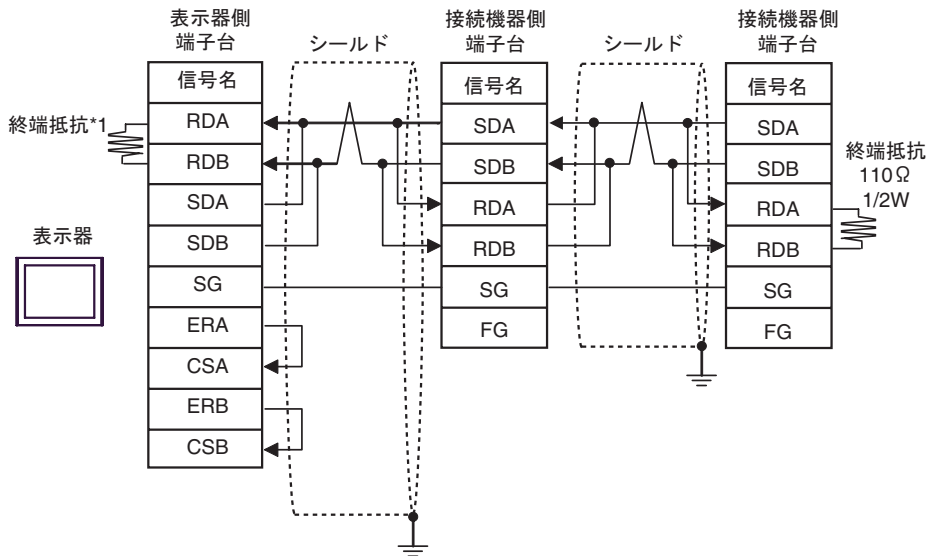 表示器側
端子台
シールド
接続機器側
端子台
シールド
接続機器側
端子台
信号名
RDA
RDB
SDA
SDB
SG
ERA
CSA
ERB
CSB
終端抵抗*1
表示器
信号名
SDA
SDB
RDA
RDB
SG
FG
信号名
SDA
SDB
RDA
RDB
SG
FG
終端抵抗
110Ω
1/2W